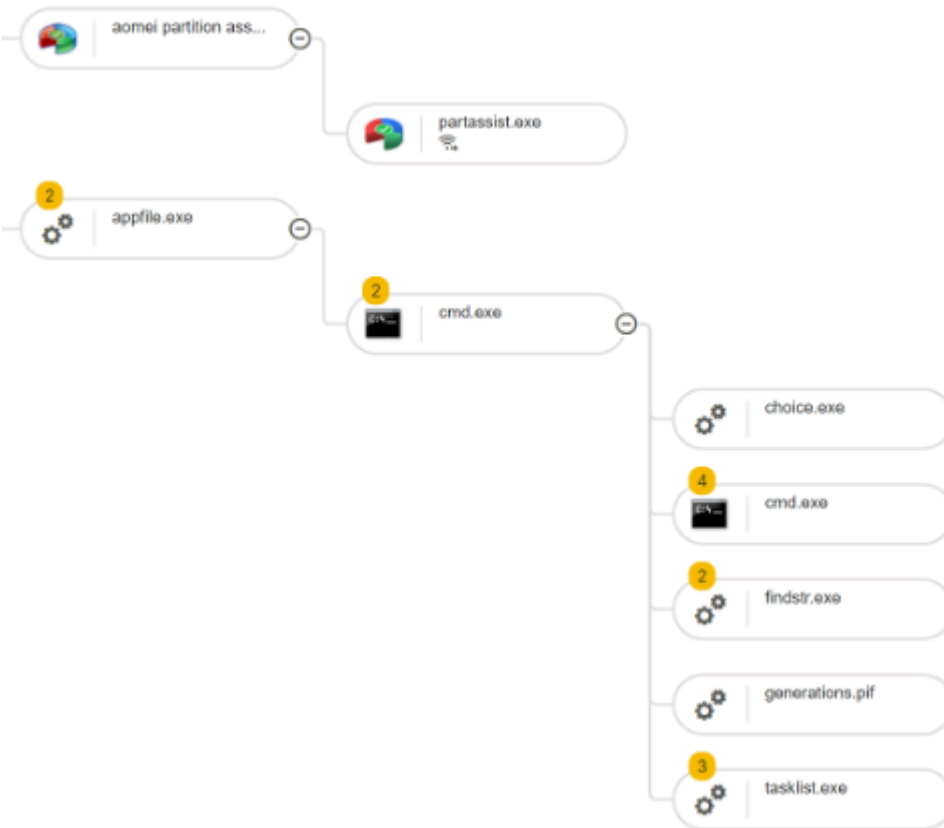 aomei partition ass...
partassist.exe
2
appfile.exe
2
cmd.exe
choice.exe
4
cmd.exe
2
findstr.exe
generations.pif
3
tasklist.exe